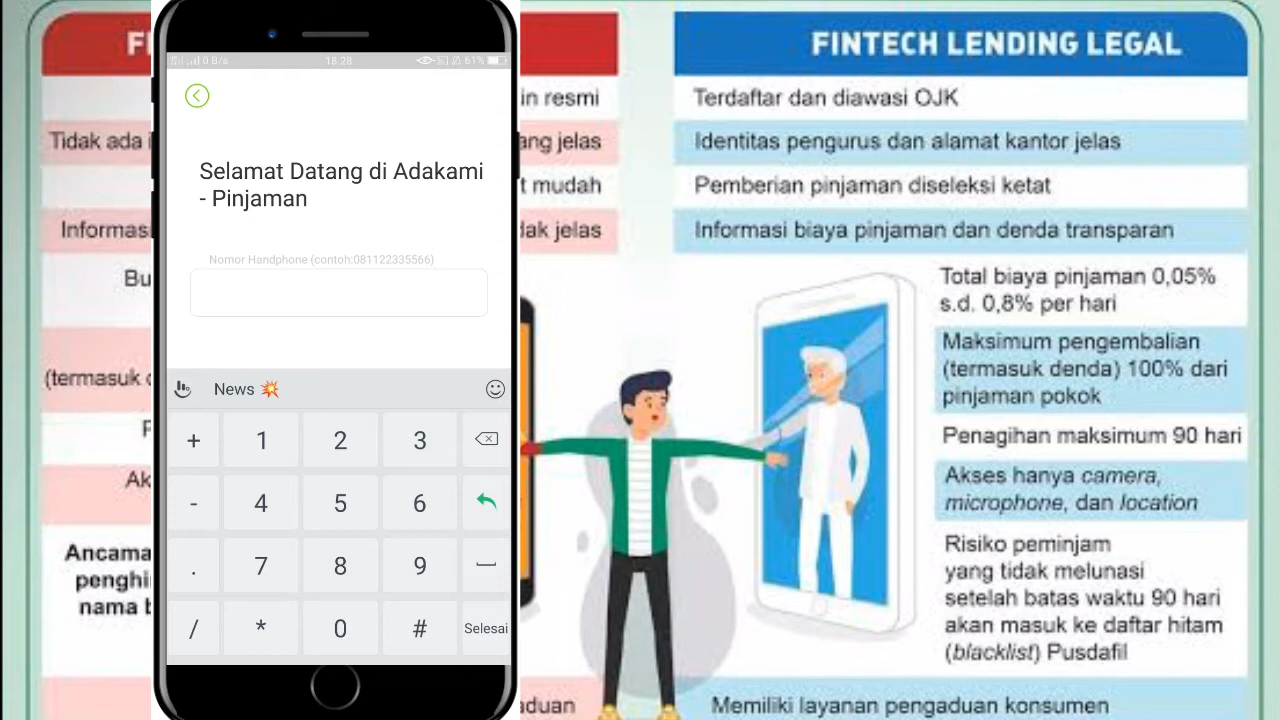 FINTECH LENDING LEGAL
in resmi
Terdaftar dan diawasi OJK
Tidak ada
ang jelas
Identitas pengurus dan alamat kantor jelas
t mudah
Pemberian pinjaman diseleksi ketat
Informasi
dak jelas
Informasi biaya pinjaman dan denda transparan
Bu
Total biaya pinjaman 0,05%
s.d. 0,8% per hari
Maksimum pengembalian
(termasuk denda) 100% dari
pinjaman pokok
(termasuk
Penagihan maksimum 90 hari
Ak
Akses hanya camera,
microphone, dan location
Ancama
penghi
nama b
Risiko peminjam
yang tidak melunasi
setelah batas waktu 90 hari
akan masuk ke daftar hitam
(blacklist) Pusdafil
aduan
Memiliki layanan pengaduan konsumen
0 B/s
18.28
61%
Selamat Datang di Adakami
- Pinjaman
Nomor Handphone (contoh:081122335566)
News 💥
+ 1 2 3
- 4 5 6
. 7 8 9
/ * 0 # Selesai